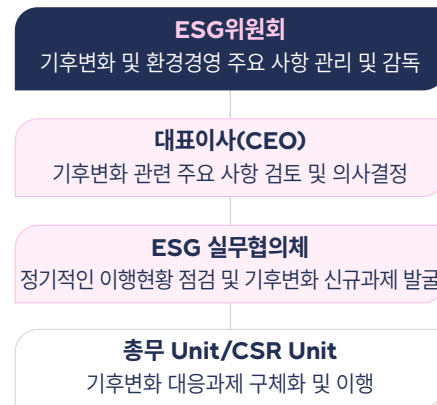 ESG위원회
기후변화 및 환경경영 주요 사항 관리 및 감독
대표이사(CEO)
기후변화 관련 주요 사항 검토 및 의사결정
ESG 실무협의체
정기적인 이행현황 점검 및 기후변화 신규과제 발굴
총무 Unit/CSR Unit
기후변화 대응과제 구체화 및 이행